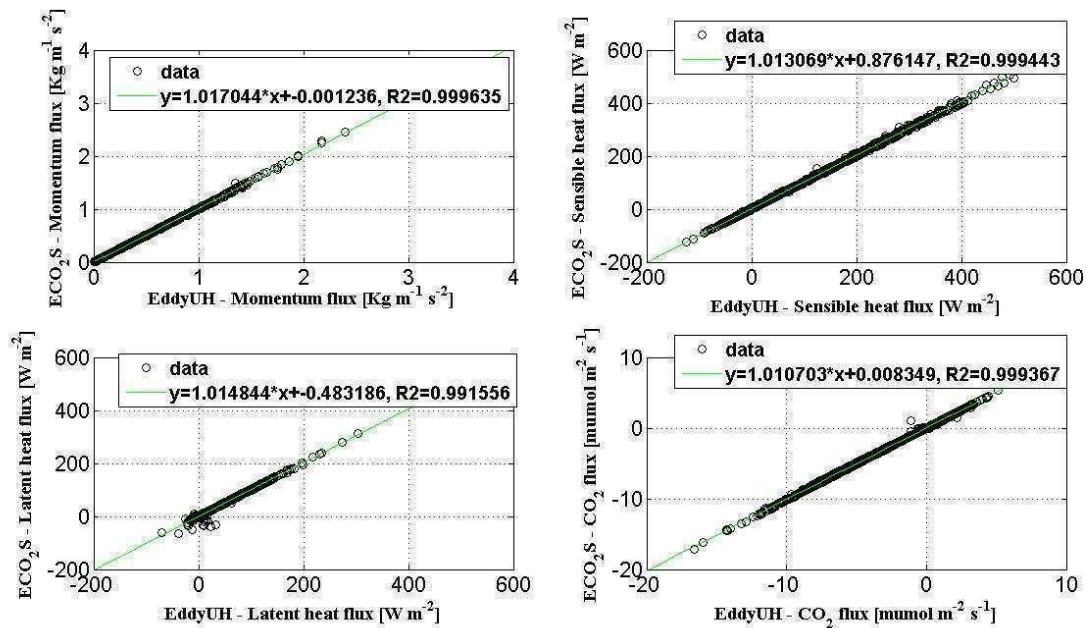 4
3
2
1
0
0
1
2
3
4
data
y=1.017044*x+-0.001236, R2=0.999635
ECO₂S - Momentum flux [Kg m⁻¹ s⁻²]
EddyUH - Momentum flux [Kg m⁻¹ s⁻²]
600
400
200
0
-200
-200
0
200
400
600
data
y=1.013069*x+0.876147, R2=0.999443
ECO₂S - Sensible heat flux [W m⁻²]
EddyUH - Sensible heat flux [W m⁻²]
600
400
200
0
-200
-200
0
200
400
600
data
y=1.014844*x+-0.483186, R2=0.991556
ECO₂S - Latent heat flux [W m⁻²]
EddyUH - Latent heat flux [W m⁻²]
10
0
-10
-20
-20
-10
0
10
data
y=1.010703*x+0.008349, R2=0.999367
ECO₂S - CO₂ flux [mumol m⁻² s⁻¹]
EddyUH - CO₂ flux [mumol m⁻² s⁻¹]